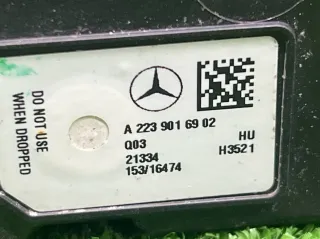 DO NOT USE
WHEN DROPPED
A 223 901 69 02
Q03 HU
21334 H3521
153/16474